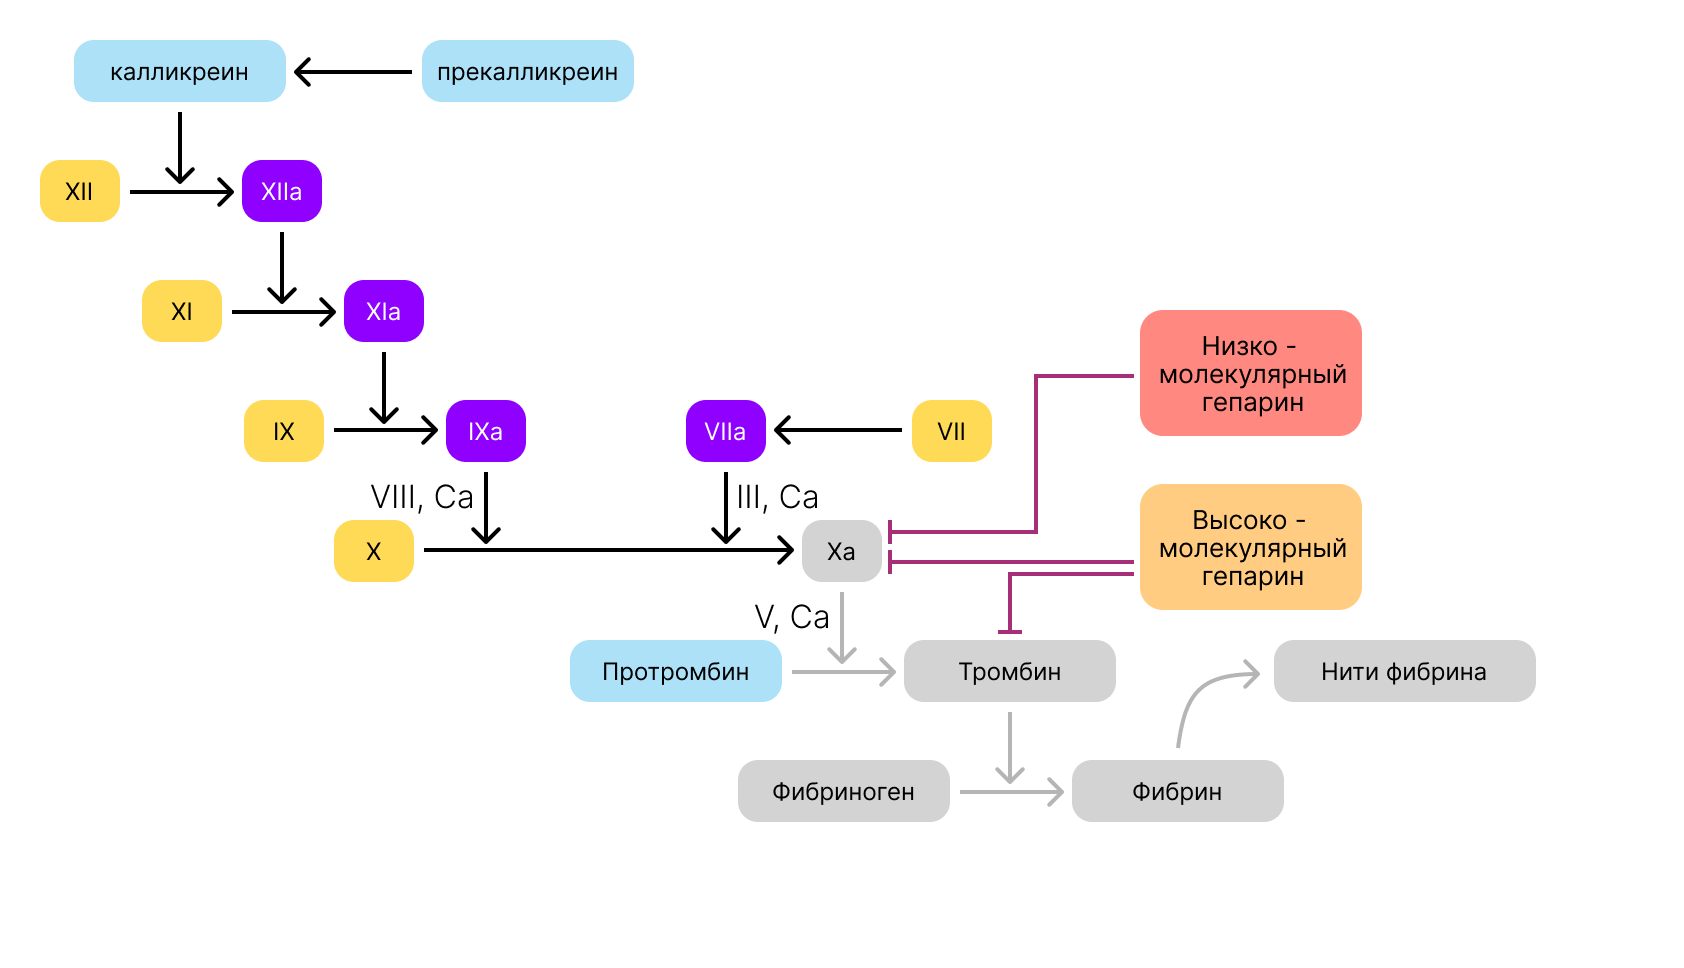 калликреин
прекалликреин
XII
XIIa
XI
XIa
Низко -
молекулярный
гепарин
IX
IXa
VIIa
VII
VIII, Ca
III, Ca
X
Xa
Высоко -
молекулярный
гепарин
V, Ca
Протромбин
Тромбин
Нити фибрина
Фибриноген
Фибрин